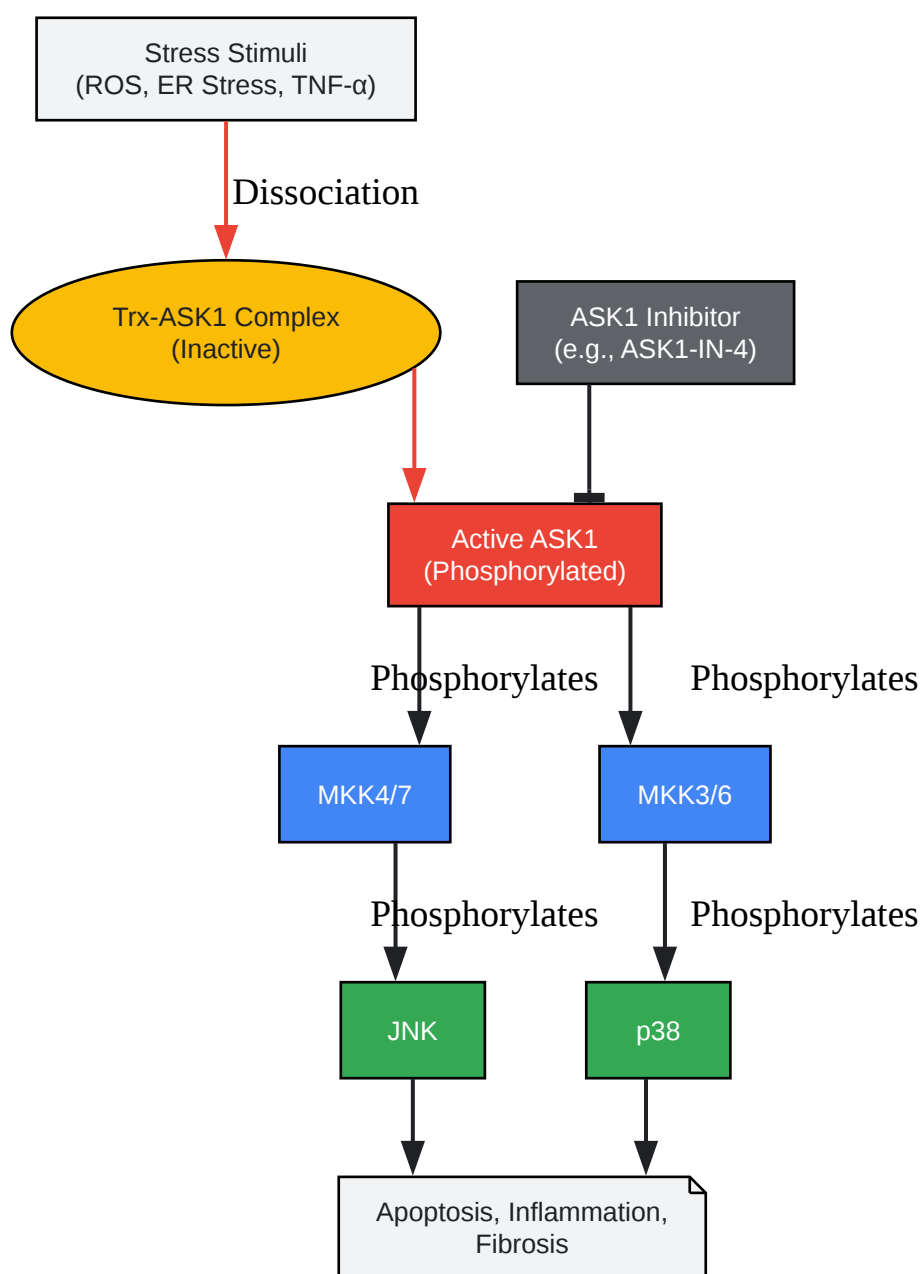 Stress Stimuli
(ROS, ER Stress, TNF-α)
Dissociation
Trx-ASK1 Complex
(Inactive)
ASK1 Inhibitor
(e.g., ASK1-IN-4)
Active ASK1
(Phosphorylated)
Phosphorylates
Phosphorylates
MKK4/7
MKK3/6
Phosphorylates
Phosphorylates
JNK
p38
Apoptosis, Inflammation,
Fibrosis